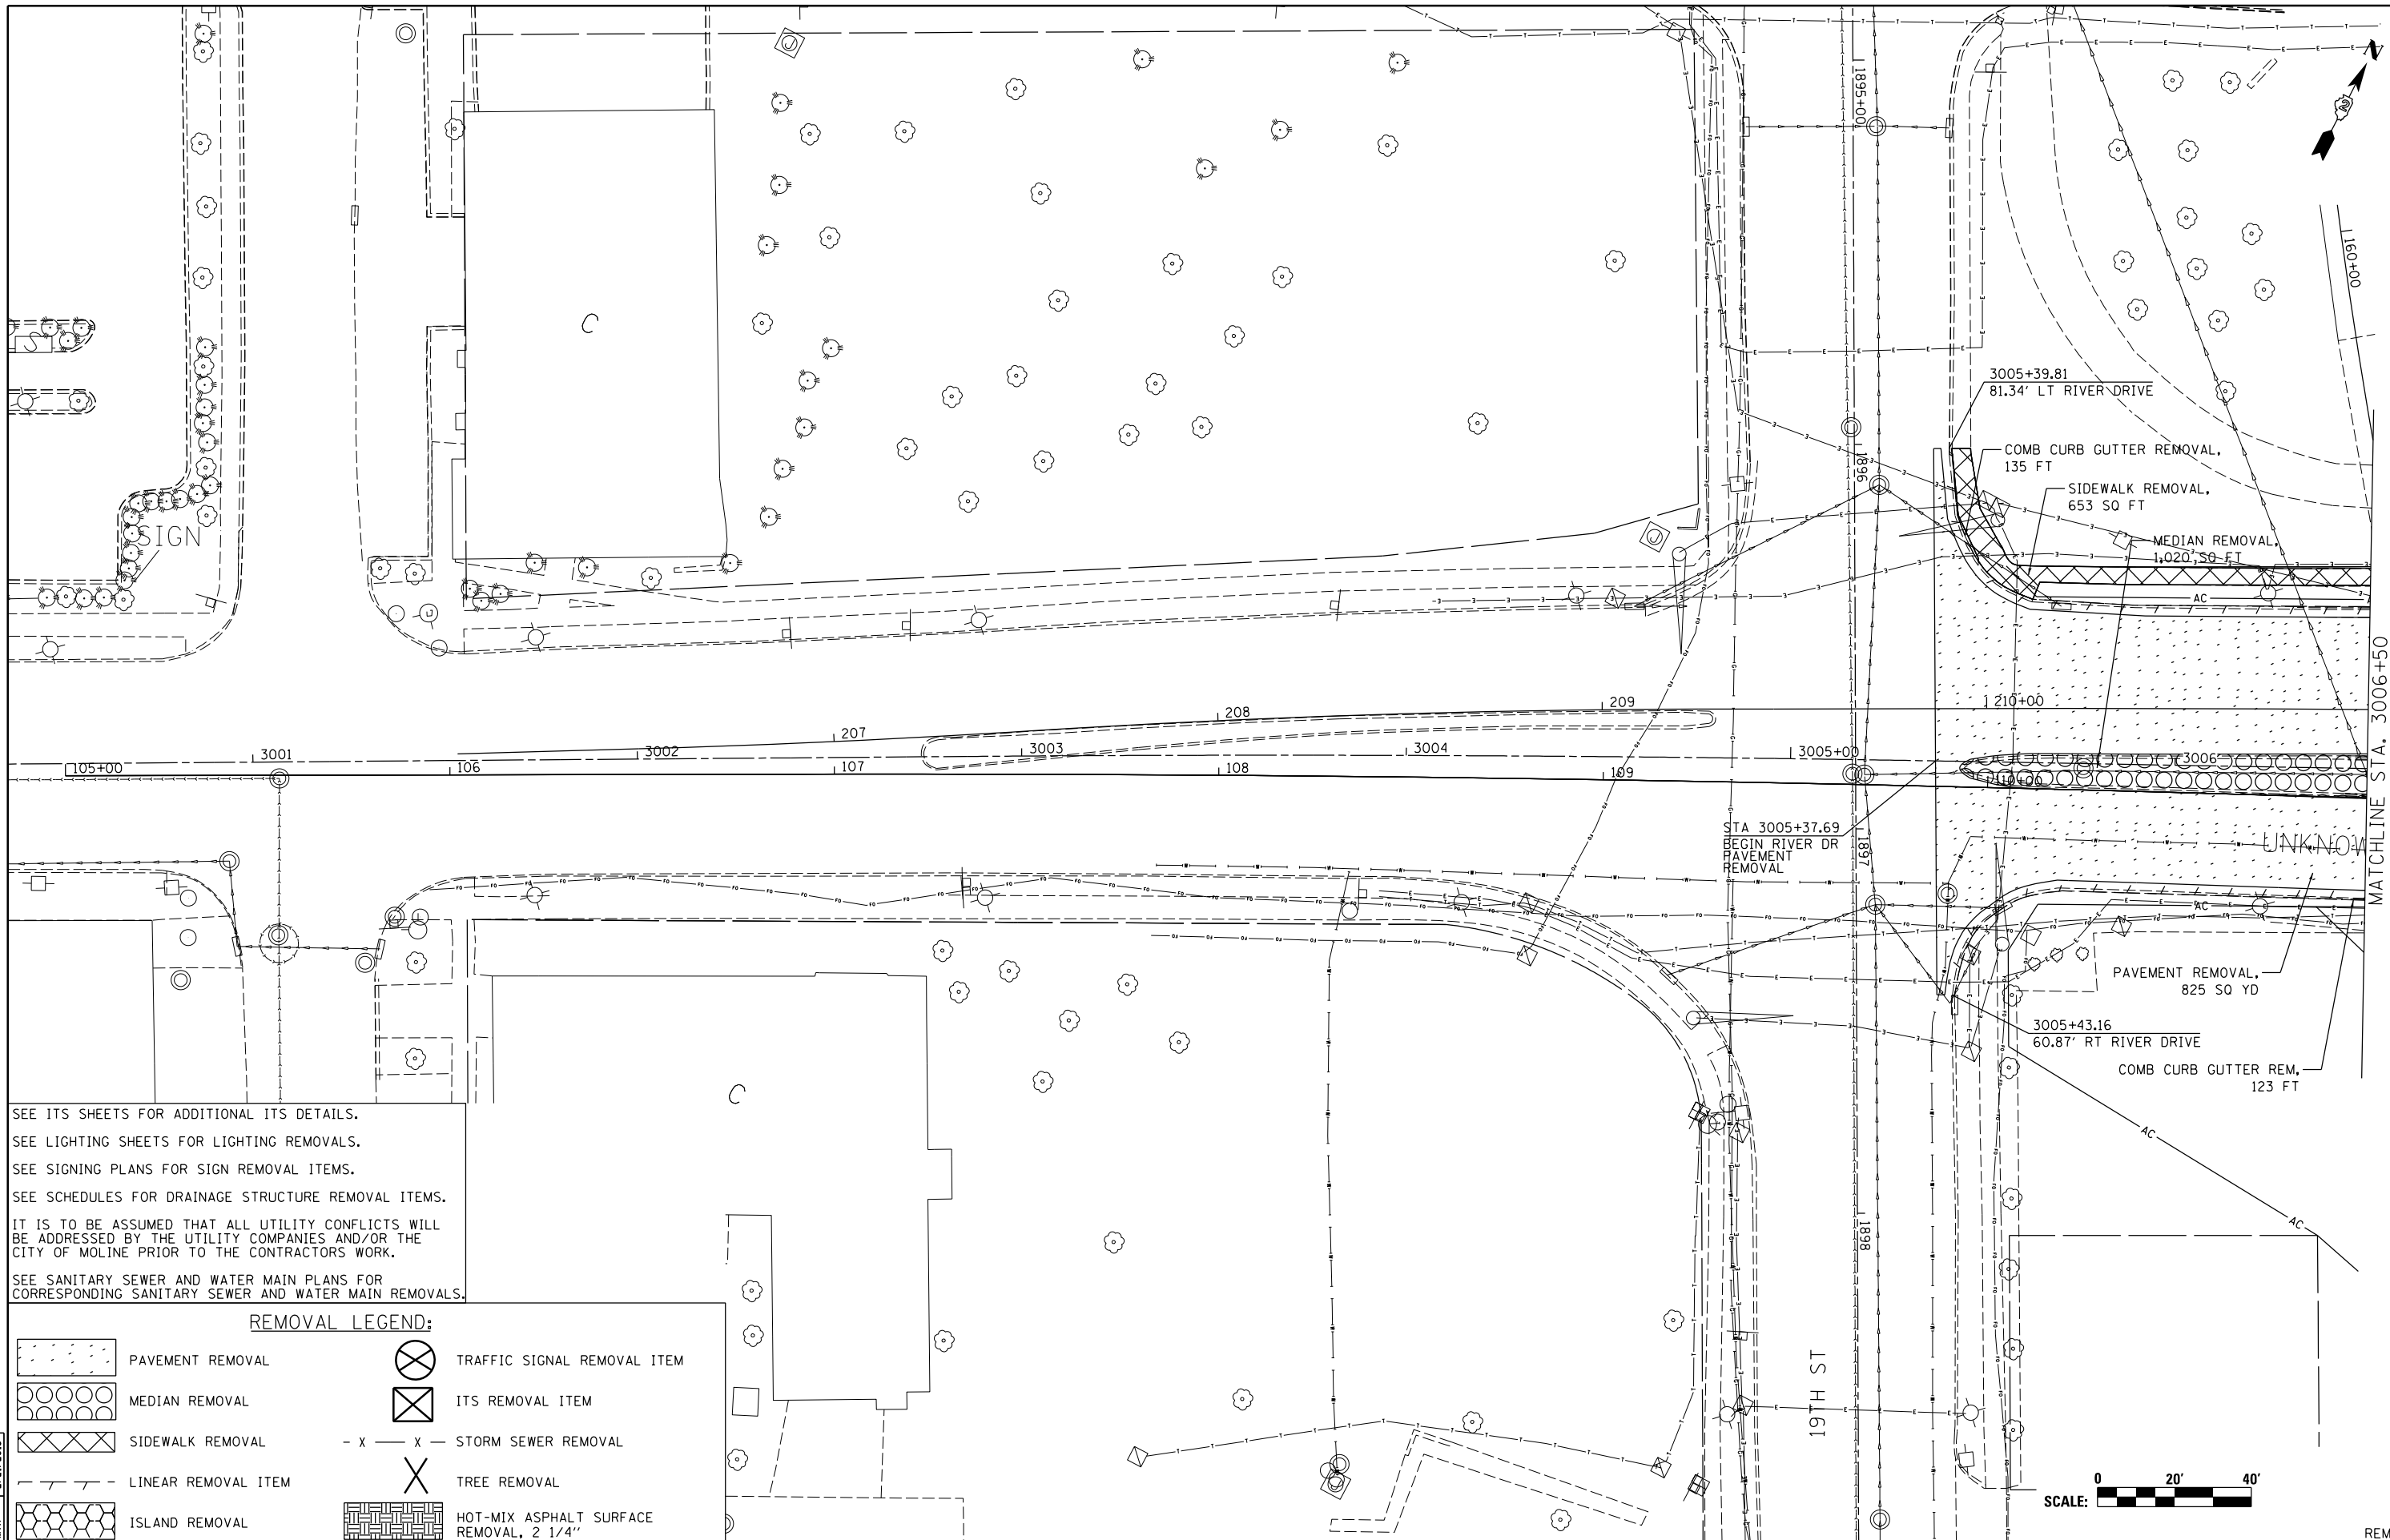 N
1895+00
160+00
C
S
3005+39.81
81.34' LT RIVER DRIVE
1896
COMB CURB GUTTER REMOVAL,
135 FT
SIDEWALK REMOVAL,
653 SQ FT
SIGN
MEDIAN REMOVAL,
1,020 SQ FT
AC
MATCHLINE STA. 3006+50
207
208
209
210+00
3001
3002
3003
3004
3005+00
3006
105+00
106
107
108
109
110+00
STA 3005+37.69
BEGIN RIVER DR
PAVEMENT
REMOVAL
1897
UNKNOW
AC
PAVEMENT REMOVAL,
825 SQ YD
3005+43.16
60.87' RT RIVER DRIVE
COMB CURB GUTTER REM,
123 FT
C
AC
AC
1898
19TH ST
SEE ITS SHEETS FOR ADDITIONAL ITS DETAILS.
SEE LIGHTING SHEETS FOR LIGHTING REMOVALS.
SEE SIGNING PLANS FOR SIGN REMOVAL ITEMS.
SEE SCHEDULES FOR DRAINAGE STRUCTURE REMOVAL ITEMS.
IT IS TO BE ASSUMED THAT ALL UTILITY CONFLICTS WILL
BE ADDRESSED BY THE UTILITY COMPANIES AND/OR THE
CITY OF MOLINE PRIOR TO THE CONTRACTORS WORK.
SEE SANITARY SEWER AND WATER MAIN PLANS FOR
CORRESPONDING SANITARY SEWER AND WATER MAIN REMOVALS.
REMOVAL LEGEND:
PAVEMENT REMOVAL
TRAFFIC SIGNAL REMOVAL ITEM
MEDIAN REMOVAL
ITS REMOVAL ITEM
SIDEWALK REMOVAL
X X STORM SEWER REMOVAL
LINEAR REMOVAL ITEM
TREE REMOVAL
ISLAND REMOVAL
HOT-MIX ASPHALT SURFACE
REMOVAL, 2 1/4"
SCALE: 0 20' 40'
REM